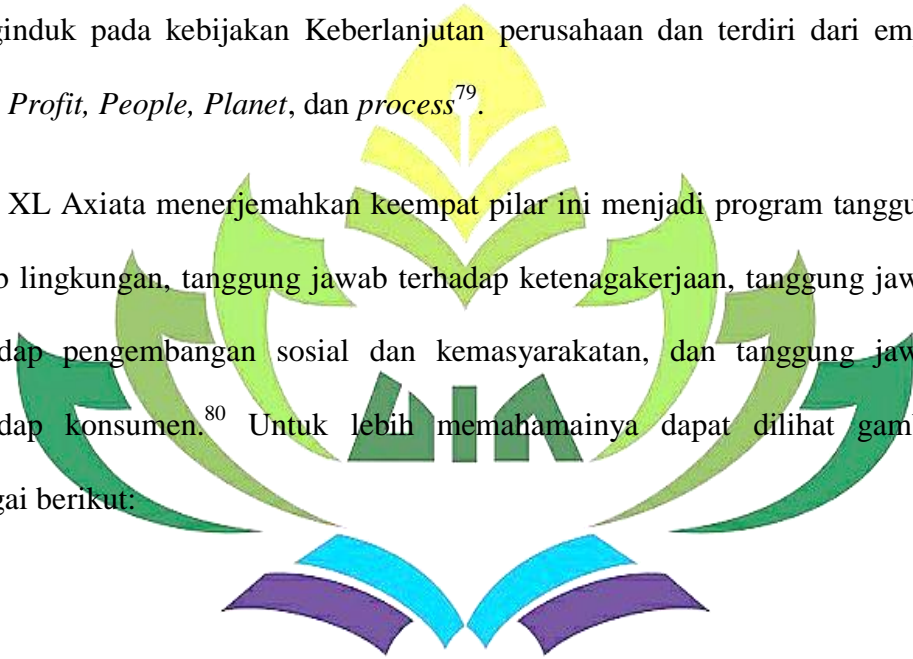 ginduk pada kebijakan Keberlanjutan perusahaan dan terdiri dari em
Profit, People, Planet, dan process79.
XL Axiata menerjemahkan keempat pilar ini menjadi program tanggu
b lingkungan, tanggung jawab terhadap ketenagakerjaan, tanggung jaw
dap pengembangan sosial dan kemasyarakatan, dan tanggung jaw
dap konsumen.80 Untuk lebih memahamainya dapat dilihat gam
gai berikut:
UIN